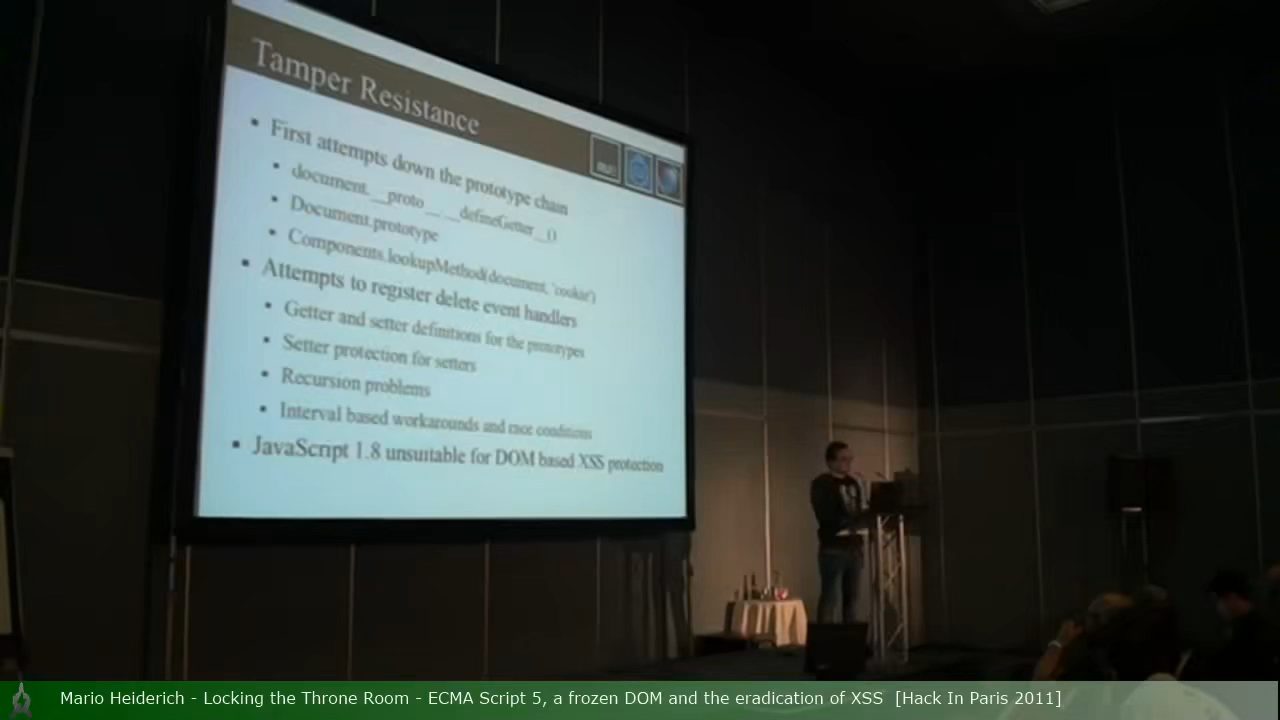 Tamper Resistance
• First attempts down the prototype chain
• document.__proto__.__defineGetter__()
• Document.prototype
• Components.lookupMethod(document, 'cookie')
• Attempts to register delete event handlers
• Getter and setter definitions for the prototypes
• Setter protection for setters
• Recursion problems
• Interval based workarounds and race conditions
• JavaScript 1.8 unsuitable for DOM based XSS protection
Mario Heiderich - Locking the Throne Room - ECMA Script 5, a frozen DOM and the eradication of XSS [Hack In Paris 2011]